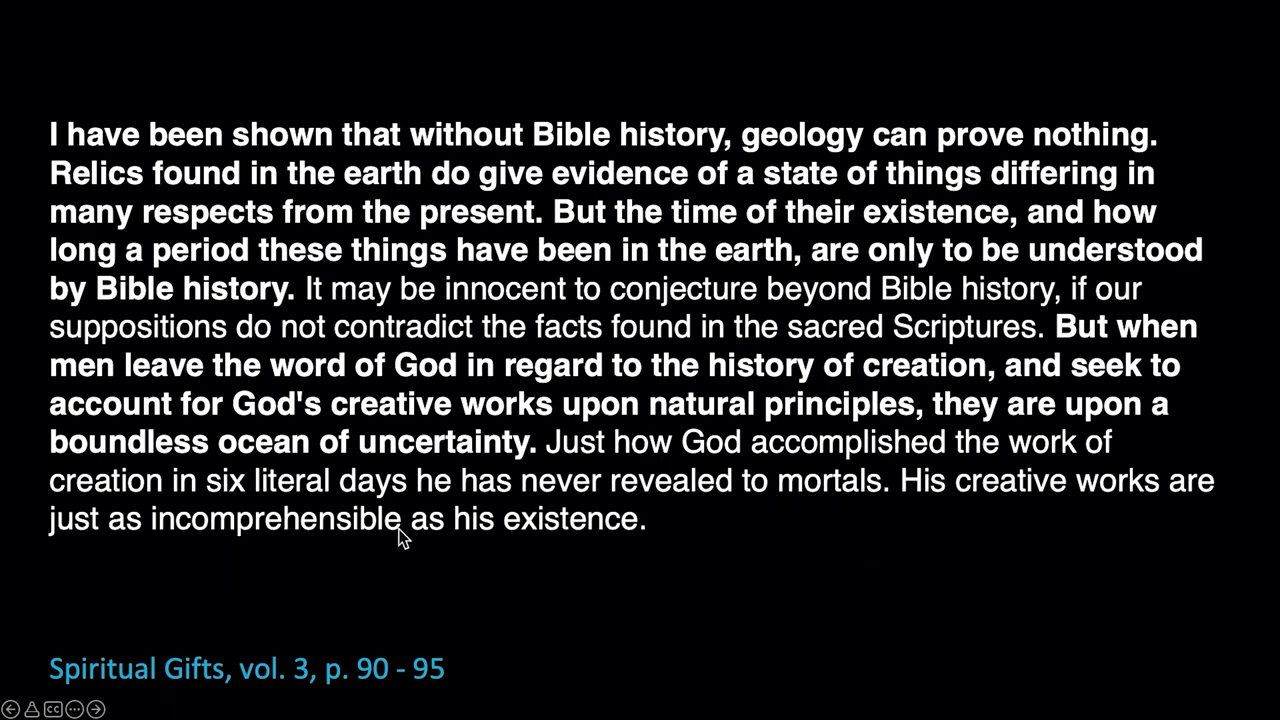 I have been shown that without Bible history, geology can prove nothing.
Relics found in the earth do give evidence of a state of things differing in
many respects from the present. But the time of their existence, and how
long a period these things have been in the earth, are only to be understood
by Bible history. It may be innocent to conjecture beyond Bible history, if our
suppositions do not contradict the facts found in the sacred Scriptures. But when
men leave the word of God in regard to the history of creation, and seek to
account for God's creative works upon natural principles, they are upon a
boundless ocean of uncertainty. Just how God accomplished the work of
creation in six literal days he has never revealed to mortals. His creative works are
just as incomprehensible as his existence.
Spiritual Gifts, vol. 3, p. 90 - 95
CC